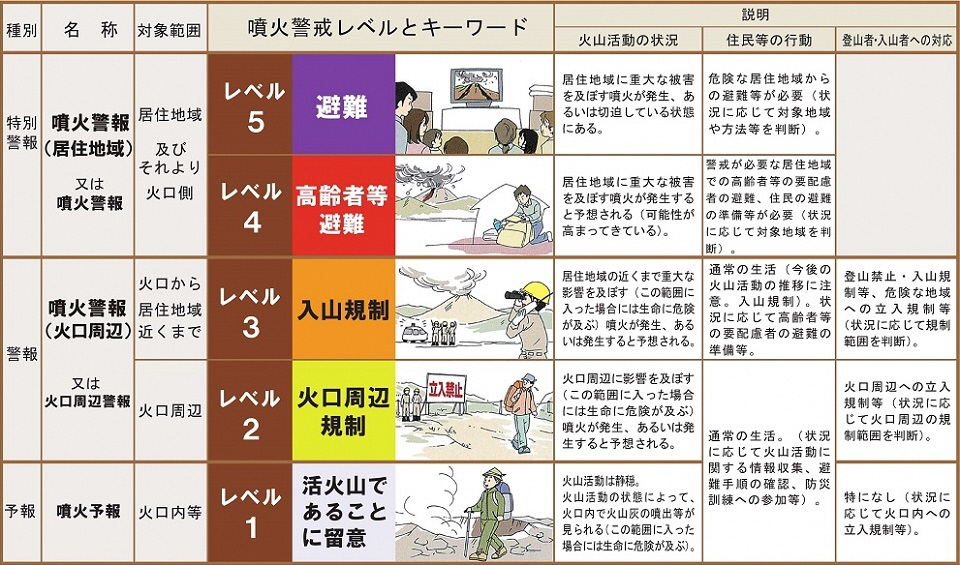 種別
名 称
対象範囲
噴火警戒レベルとキーワード
説明
火山活動の状況
住民等の行動
登山者・入山者への対応
特別
警報
噴火警報
(居住地域)
又は
噴火警報
居住地域
及び
それより
火口側
レベル
5
避難
居住地域に重大な被害
を及ぼす噴火が発生、あ
るいは切迫している状態
にある。
危険な居住地域から
の避難等が必要（状
況に応じて対象地域
や方法等を判断）。
レベル
4
高齢者等
避難
居住地域に重大な被害
を及ぼす噴火が発生する
と予想される（可能性が
高まってきている）。
警戒が必要な居住地域
での高齢者等の要配慮
者の避難、住民の避難
の準備等が必要（状況
に応じて対象地域を判
断）。
警報
噴火警報
(火口周辺)
又は
火口周辺警報
火口から
居住地域
近くまで
レベル
3
入山規制
居住地域の近くまで重大な
影響を及ぼす（この範囲に
入った場合には生命に危険
が及ぶ）噴火が発生、ある
いは発生すると予想される。
通常の生活（今後の
火山活動の推移に注
意。入山規制）。状
況に応じて高齢者等
の要配慮者の避難の
準備等。
登山禁止・入山規
制等、危険な地域
への立入規制等
（状況に応じて規制
範囲を判断）。
火口周辺
レベル
2
火口周辺
規制
立入禁止
火口周辺に影響を及ぼす
（この範囲に入った場合
には生命に危険が及ぶ）
噴火が発生、あるいは発
生すると予想される。
通常の生活。（状況
に応じて火山活動に
関する情報収集、避
難手順の確認、防災
訓練への参加等）。
火口周辺への立入
規制等（状況に応
じて火口周辺の規
制範囲を判断）。
予報
噴火予報
火口内等
レベル
1
活火山で
あること
に留意
火山活動は静穏。
火山活動の状態によって、
火口内で火山灰の噴出等が
見られる（この範囲に入った
場合には生命に危険が及ぶ）。
特になし（状況に
応じて火口内への
立入規制等）。